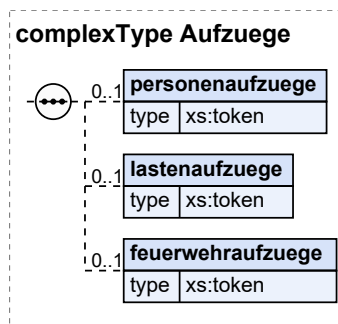 complexType Aufzuege
0..1
personenaufzuege
type xs:token
0..1
lastenaufzuege
type xs:token
0..1
feuerwehraufzuege
type xs:token